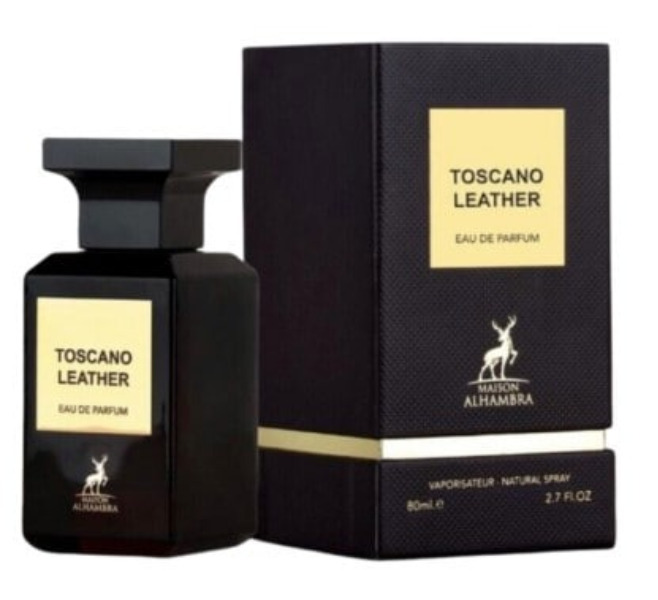 TOSCANO
LEATHER
EAU DE PARFUM
MAISON
ALHAMBRA
TOSCANO
LEATHER
EAU DE PARFUM
MAISON
ALHAMBRA
VAPORISATEUR · NATURAL SPRAY
80ml.e 2.7 FI.OZ